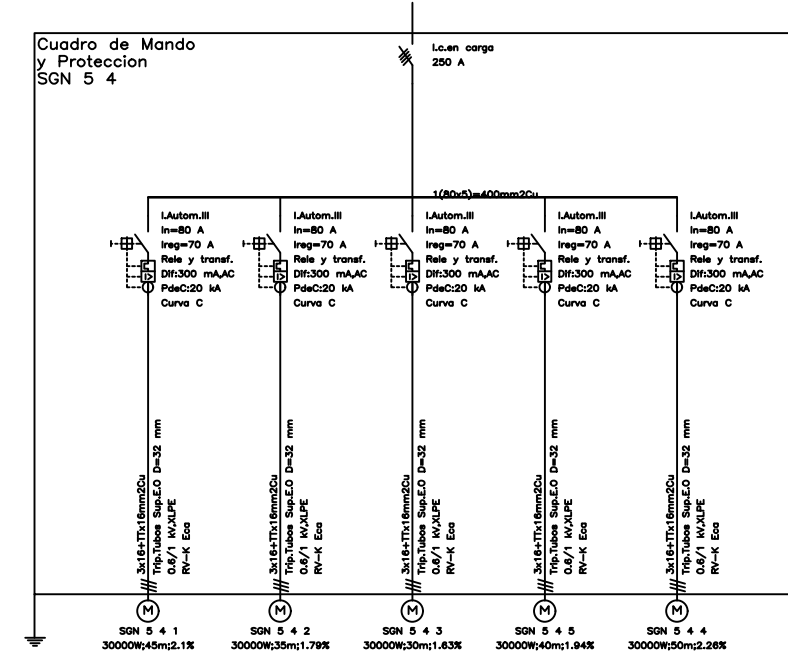 Cuadro de Mando
y Proteccion
SGN 5 4
I.c.en carga
250 A
1(80x5)=400mm2Cu
I.Autom.III
In=80 A
Ireg=70 A
Rele y transf.
Dif:300 mA,AC
PdeC:20 kA
Curva C
I.Autom.III
In=80 A
Ireg=70 A
Rele y transf.
Dif:300 mA,AC
PdeC:20 kA
Curva C
I.Autom.III
In=80 A
Ireg=70 A
Rele y transf.
Dif:300 mA,AC
PdeC:20 kA
Curva C
I.Autom.III
In=80 A
Ireg=70 A
Rele y transf.
Dif:300 mA,AC
PdeC:20 kA
Curva C
I.Autom.III
In=80 A
Ireg=70 A
Rele y transf.
Dif:300 mA,AC
PdeC:20 kA
Curva C
3x16+TTx16mm2Cu
Trip.Tubos Sup.E.O D=32 mm
0.6/1 kV,XLPE
RV-K Eca
3x16+TTx16mm2Cu
Trip.Tubos Sup.E.O D=32 mm
0.6/1 kV,XLPE
RV-K Eca
3x16+TTx16mm2Cu
Trip.Tubos Sup.E.O D=32 mm
0.6/1 kV,XLPE
RV-K Eca
3x16+TTx16mm2Cu
Trip.Tubos Sup.E.O D=32 mm
0.6/1 kV,XLPE
RV-K Eca
3x16+TTx16mm2Cu
Trip.Tubos Sup.E.O D=32 mm
0.6/1 kV,XLPE
RV-K Eca
M
M
M
M
M
SGN 5 4 1
30000W;45m;2.1%
SGN 5 4 2
30000W;35m;1.79%
SGN 5 4 3
30000W;30m;1.63%
SGN 5 4 5
30000W;40m;1.94%
SGN 5 4 4
30000W;50m;2.26%